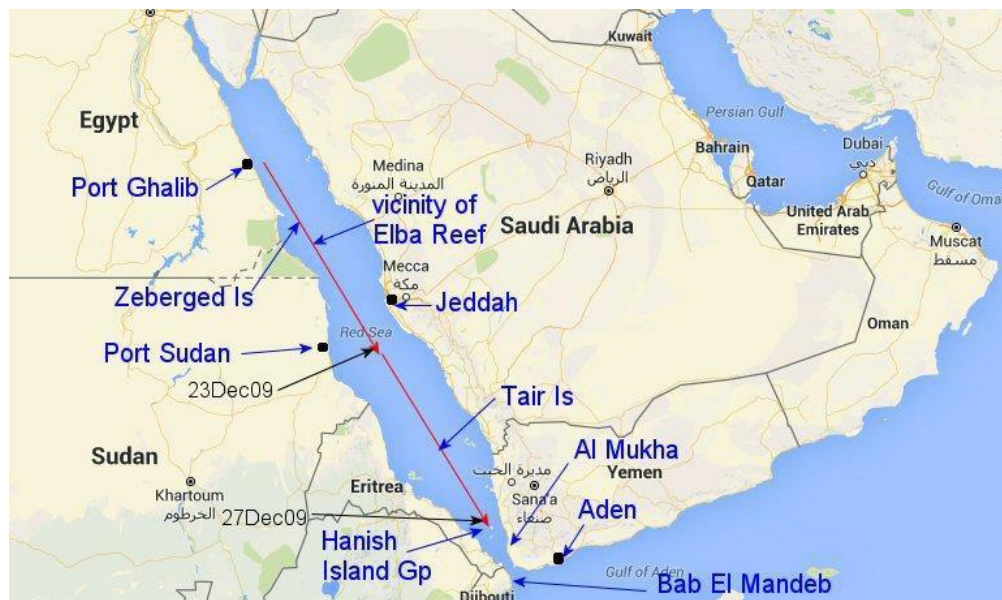 Kuwait
Egypt
Persian Gulf
Bahrain
Dubai
دبي
Port Ghalib
Medina
المدينة المنورة
Riyadh
الرياض
Qatar
Gulf of Oma
vicinity of
Elba Reef
Saudi Arabia
United Arab
Emirates
Muscat
مسقط
Mecca
مكة
Zeberged Is
Jeddah
Oman
Red Sea
Port Sudan
23Dec09
Tair Is
Sudan
Al Mukha
مديرة الخبت
Yemen
Khartoum
الخرطوم
Eritrea
Sana'a
صنعاء
27Dec09
Aden
Hanish
Island Gp
Gulf of Aden
Bab El Mandeb
Djibouti